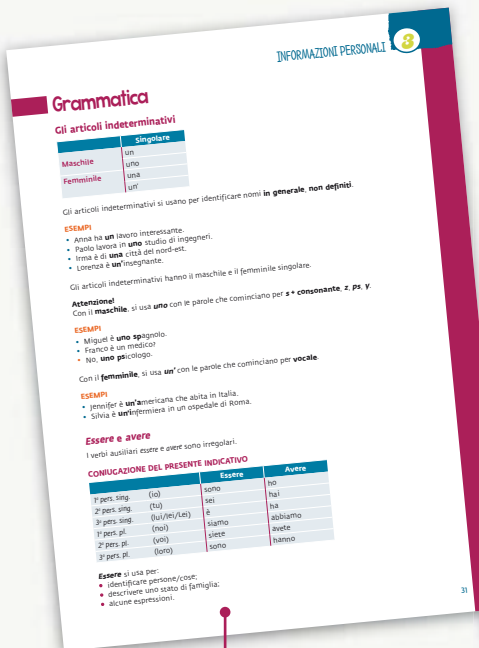 INFORMAZIONI PERSONALI 3
Grammatica
Gli articoli indeterminativi
Singolare
Maschile un
uno
Femminile una
un'
Gli articoli indeterminativi si usano per identificare nomi in generale, non definiti.
ESEMPI
• Anna ha un lavoro interessante.
• Paolo lavora in uno studio di ingegneri.
• Irma è di una città del nord-est.
• Lorenza è un'insegnante.
Gli articoli indeterminativi hanno il maschile e il femminile singolare.
Attenzione!
Con il maschile, si usa uno con le parole che cominciano per s + consonante, z, ps, y.
ESEMPI
• Miguel è uno spagnolo.
• Franco è un medico?
• No, uno psicologo.
Con il femminile, si usa un' con le parole che cominciano per vocale.
ESEMPI
• Jennifer è un'americana che abita in Italia.
• Silvia è un'infermiera in un ospedale di Roma.
Essere e avere
I verbi ausiliari essere e avere sono irregolari.
CONIUGAZIONE DEL PRESENTE INDICATIVO
Essere Avere
1ª pers. sing. (io) sono ho
2ª pers. sing. (tu) sei hai
3ª pers. sing. (lui/lei/Lei) è ha
1ª pers. pl. (noi) siamo abbiamo
2ª pers. pl. (voi) siete avete
3ª pers. pl. (loro) sono hanno
Essere si usa per:
• identificare persone/cose;
• descrivere uno stato di famiglia;
• alcune espressioni.
31